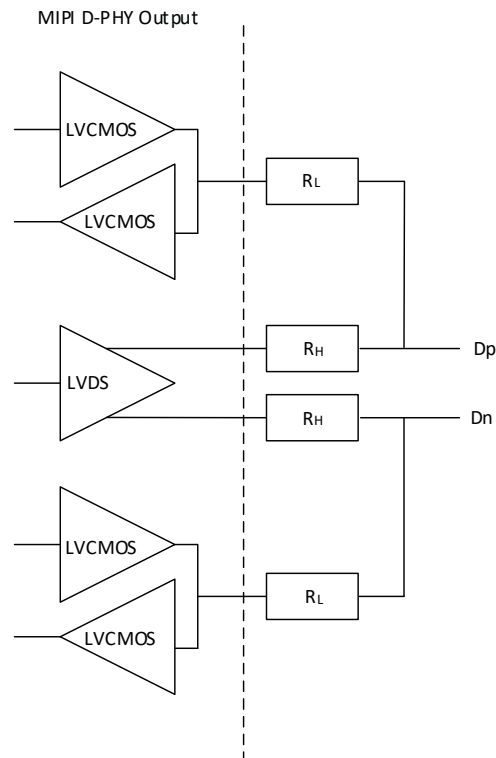 MIPI D-PHY Output
LVCMOS
RL
LVCMOS
RH
Dp
LVDS
RH
Dn
LVCMOS
RL
LVCMOS